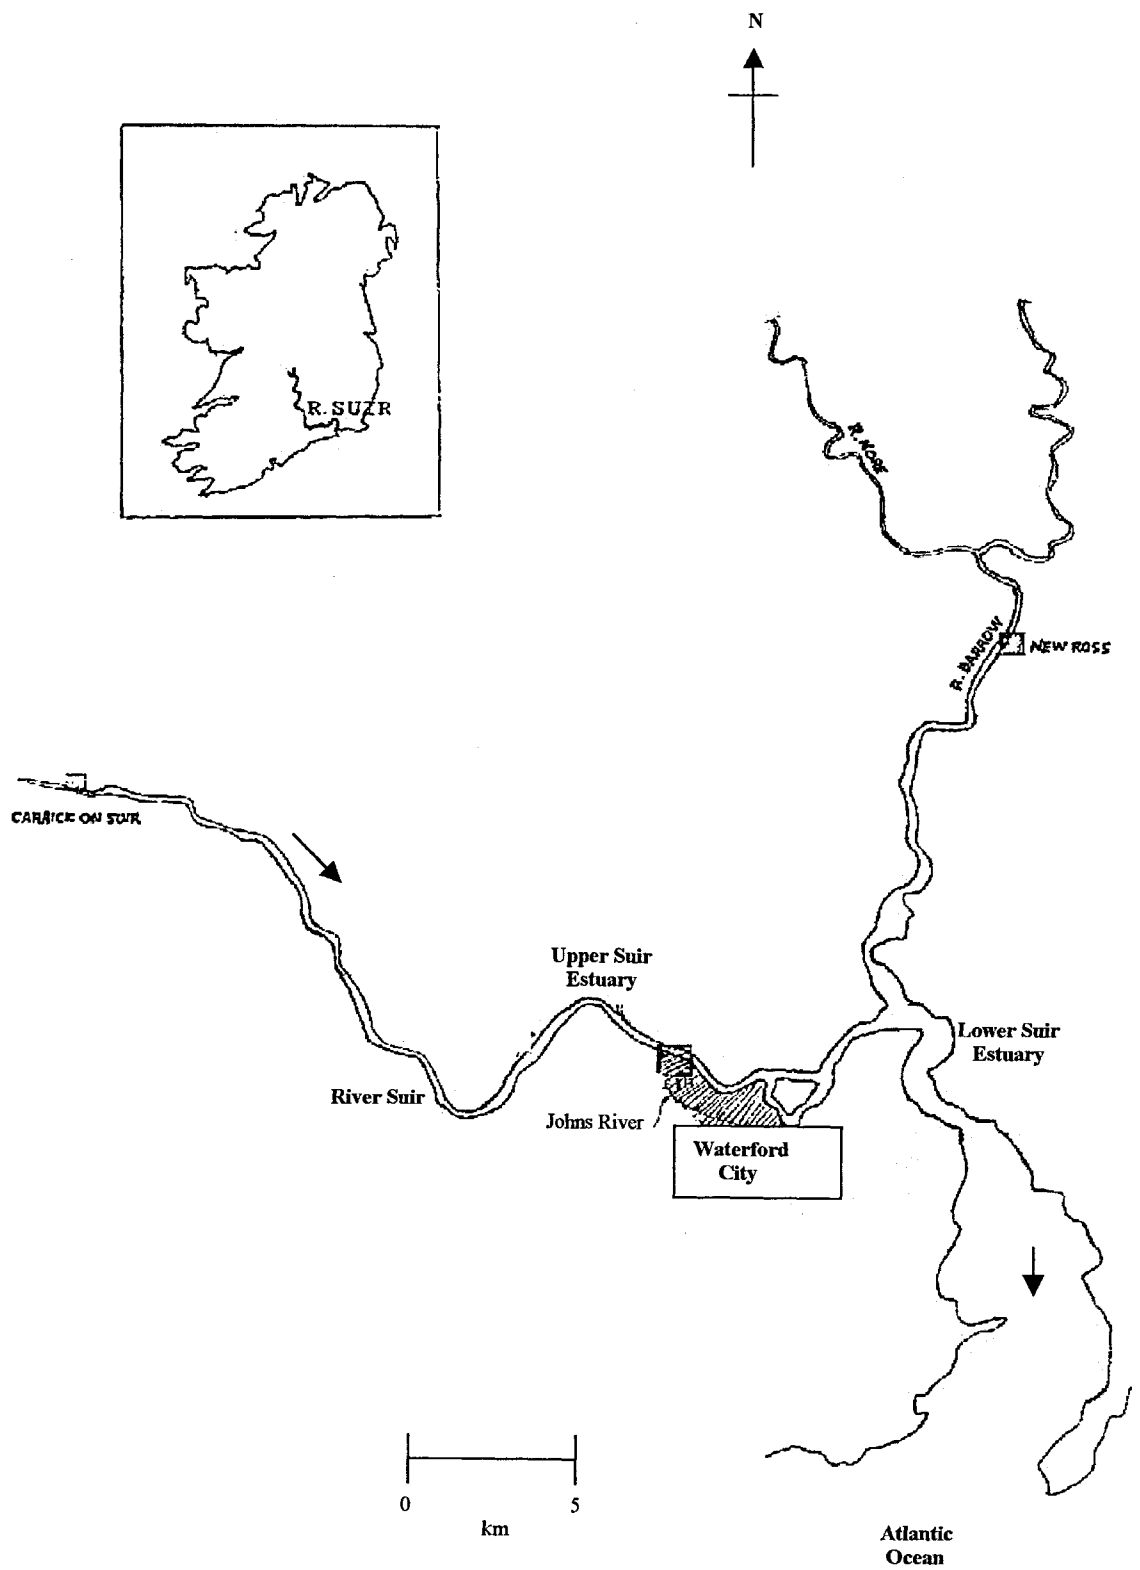 N
R. SUIR
R. NORE
R. BARROW
NEW ROSS
CARRICK ON SUIR
Upper Suir
Estuary
Lower Suir
Estuary
River Suir
Johns River
Waterford
City
0
5
km
Atlantic
Ocean